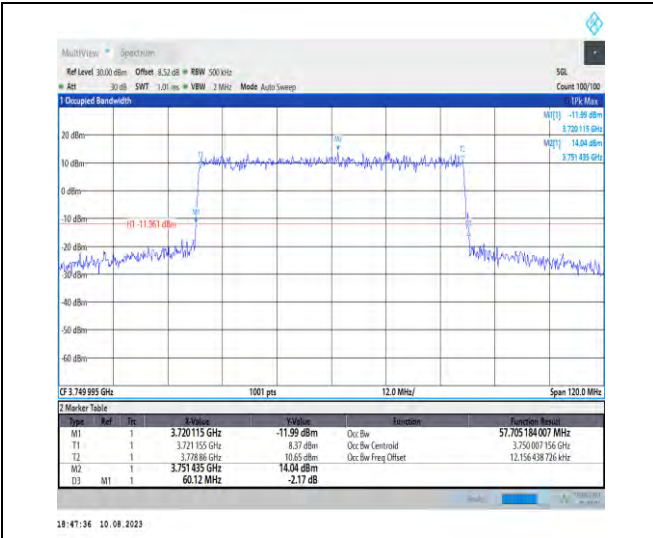 MultiView Spectrum
Ref Level 30.00 dBm Offset 8.52 dB RBW 500 kHz SGL
Att 30 dB SWT 1.01 ms VBW 2 MHz Mode Auto Sweep Count 100/100
1 Occupied Bandwidth 1Pk Max
M1[1] -11.99 dBm
3.720 115 GHz
M2[1] 14.04 dBm
3.751 435 GHz
20 dBm
10 dBm
0 dBm
-10 dBm
H1 -11.961 dBm
-20 dBm
-40 dBm
-50 dBm
-60 dBm
M2
T1
T2
M1
CF 3.749 995 GHz 1001 pts 12.0 MHz/ Span 120.0 MHz
2 Marker Table
Type Ref Trc X-Value Y-Value Function Function Result
M1 1 3.720 115 GHz -11.99 dBm Occ Bw 57.705 184 007 MHz
T1 1 3.721 155 GHz 8.37 dBm Occ Bw Centroid 3.750 007 156 GHz
T2 1 3.778 86 GHz 10.65 dBm Occ Bw Freq Offset 12.156 438 726 kHz
M2 1 3.751 435 GHz 14.04 dBm
D3 M1 1 60.12 MHz -2.17 dB
18:47:36 10.08.2023